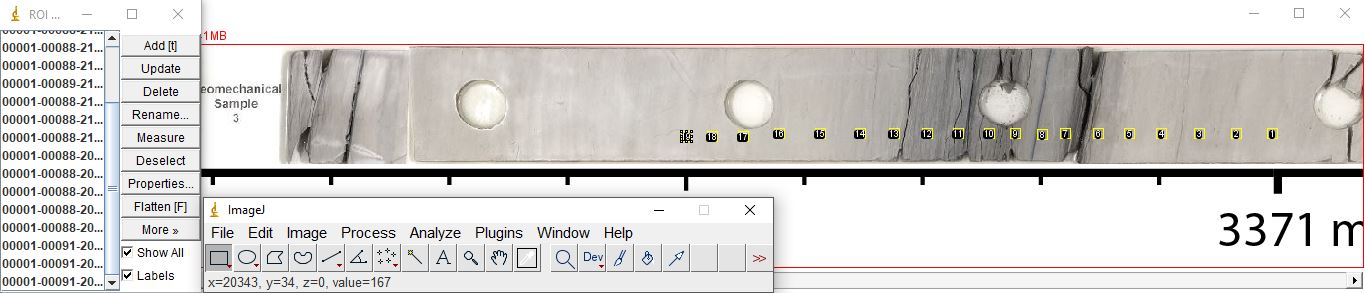 ROI ...
1MB
00001-00088-21...
00001-00088-21...
00001-00089-21...
00001-00088-21...
00001-00088-21...
00001-00088-21...
00001-00088-20...
00001-00088-20...
00001-00088-20...
00001-00088-20...
00001-00088-20...
00001-00091-20...
00001-00091-20...
00001-00091-20...
Add [t]
Update
Delete
Rename...
Measure
Deselect
Properties...
Flatten [F]
More »
Show All
Labels
eomechanical
Sample
3
18 17 16 15 14 13 12 11 10 9 8 7 6 5 4 3 2 1
3371 m
ImageJ
File Edit Image Process Analyze Plugins Window Help
A Dev >>
x=20343, y=34, z=0, value=167